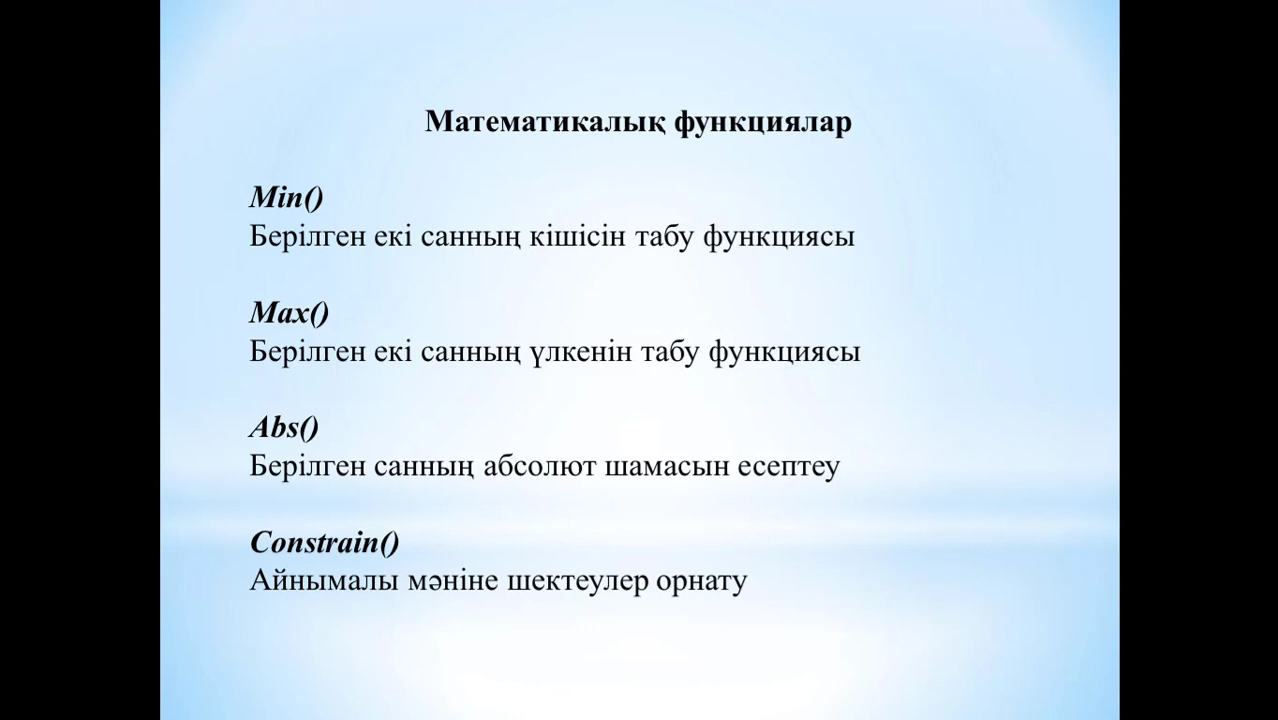 Математикалық функциялар
Min()
Берілген екі санның кішісін табу функциясы
Max()
Берілген екі санның үлкенін табу функциясы
Abs()
Берілген санның абсолют шамасын есептеу
Constrain()
Айнымалы мәніне шектеулер орнату